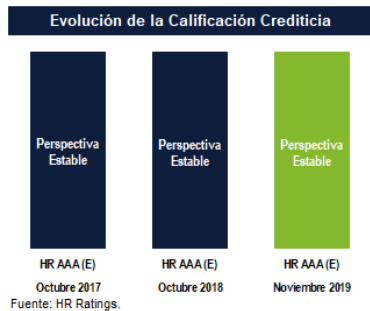 Evolución de la Calificación Crediticia
Perspectiva
Estable
Perspectiva
Estable
Perspectiva
Estable
HR AAA (E)
HR AAA (E)
HR AAA (E)
Octubre 2017
Octubre 2018
Noviembre 2019
Fuente: HR Ratings.